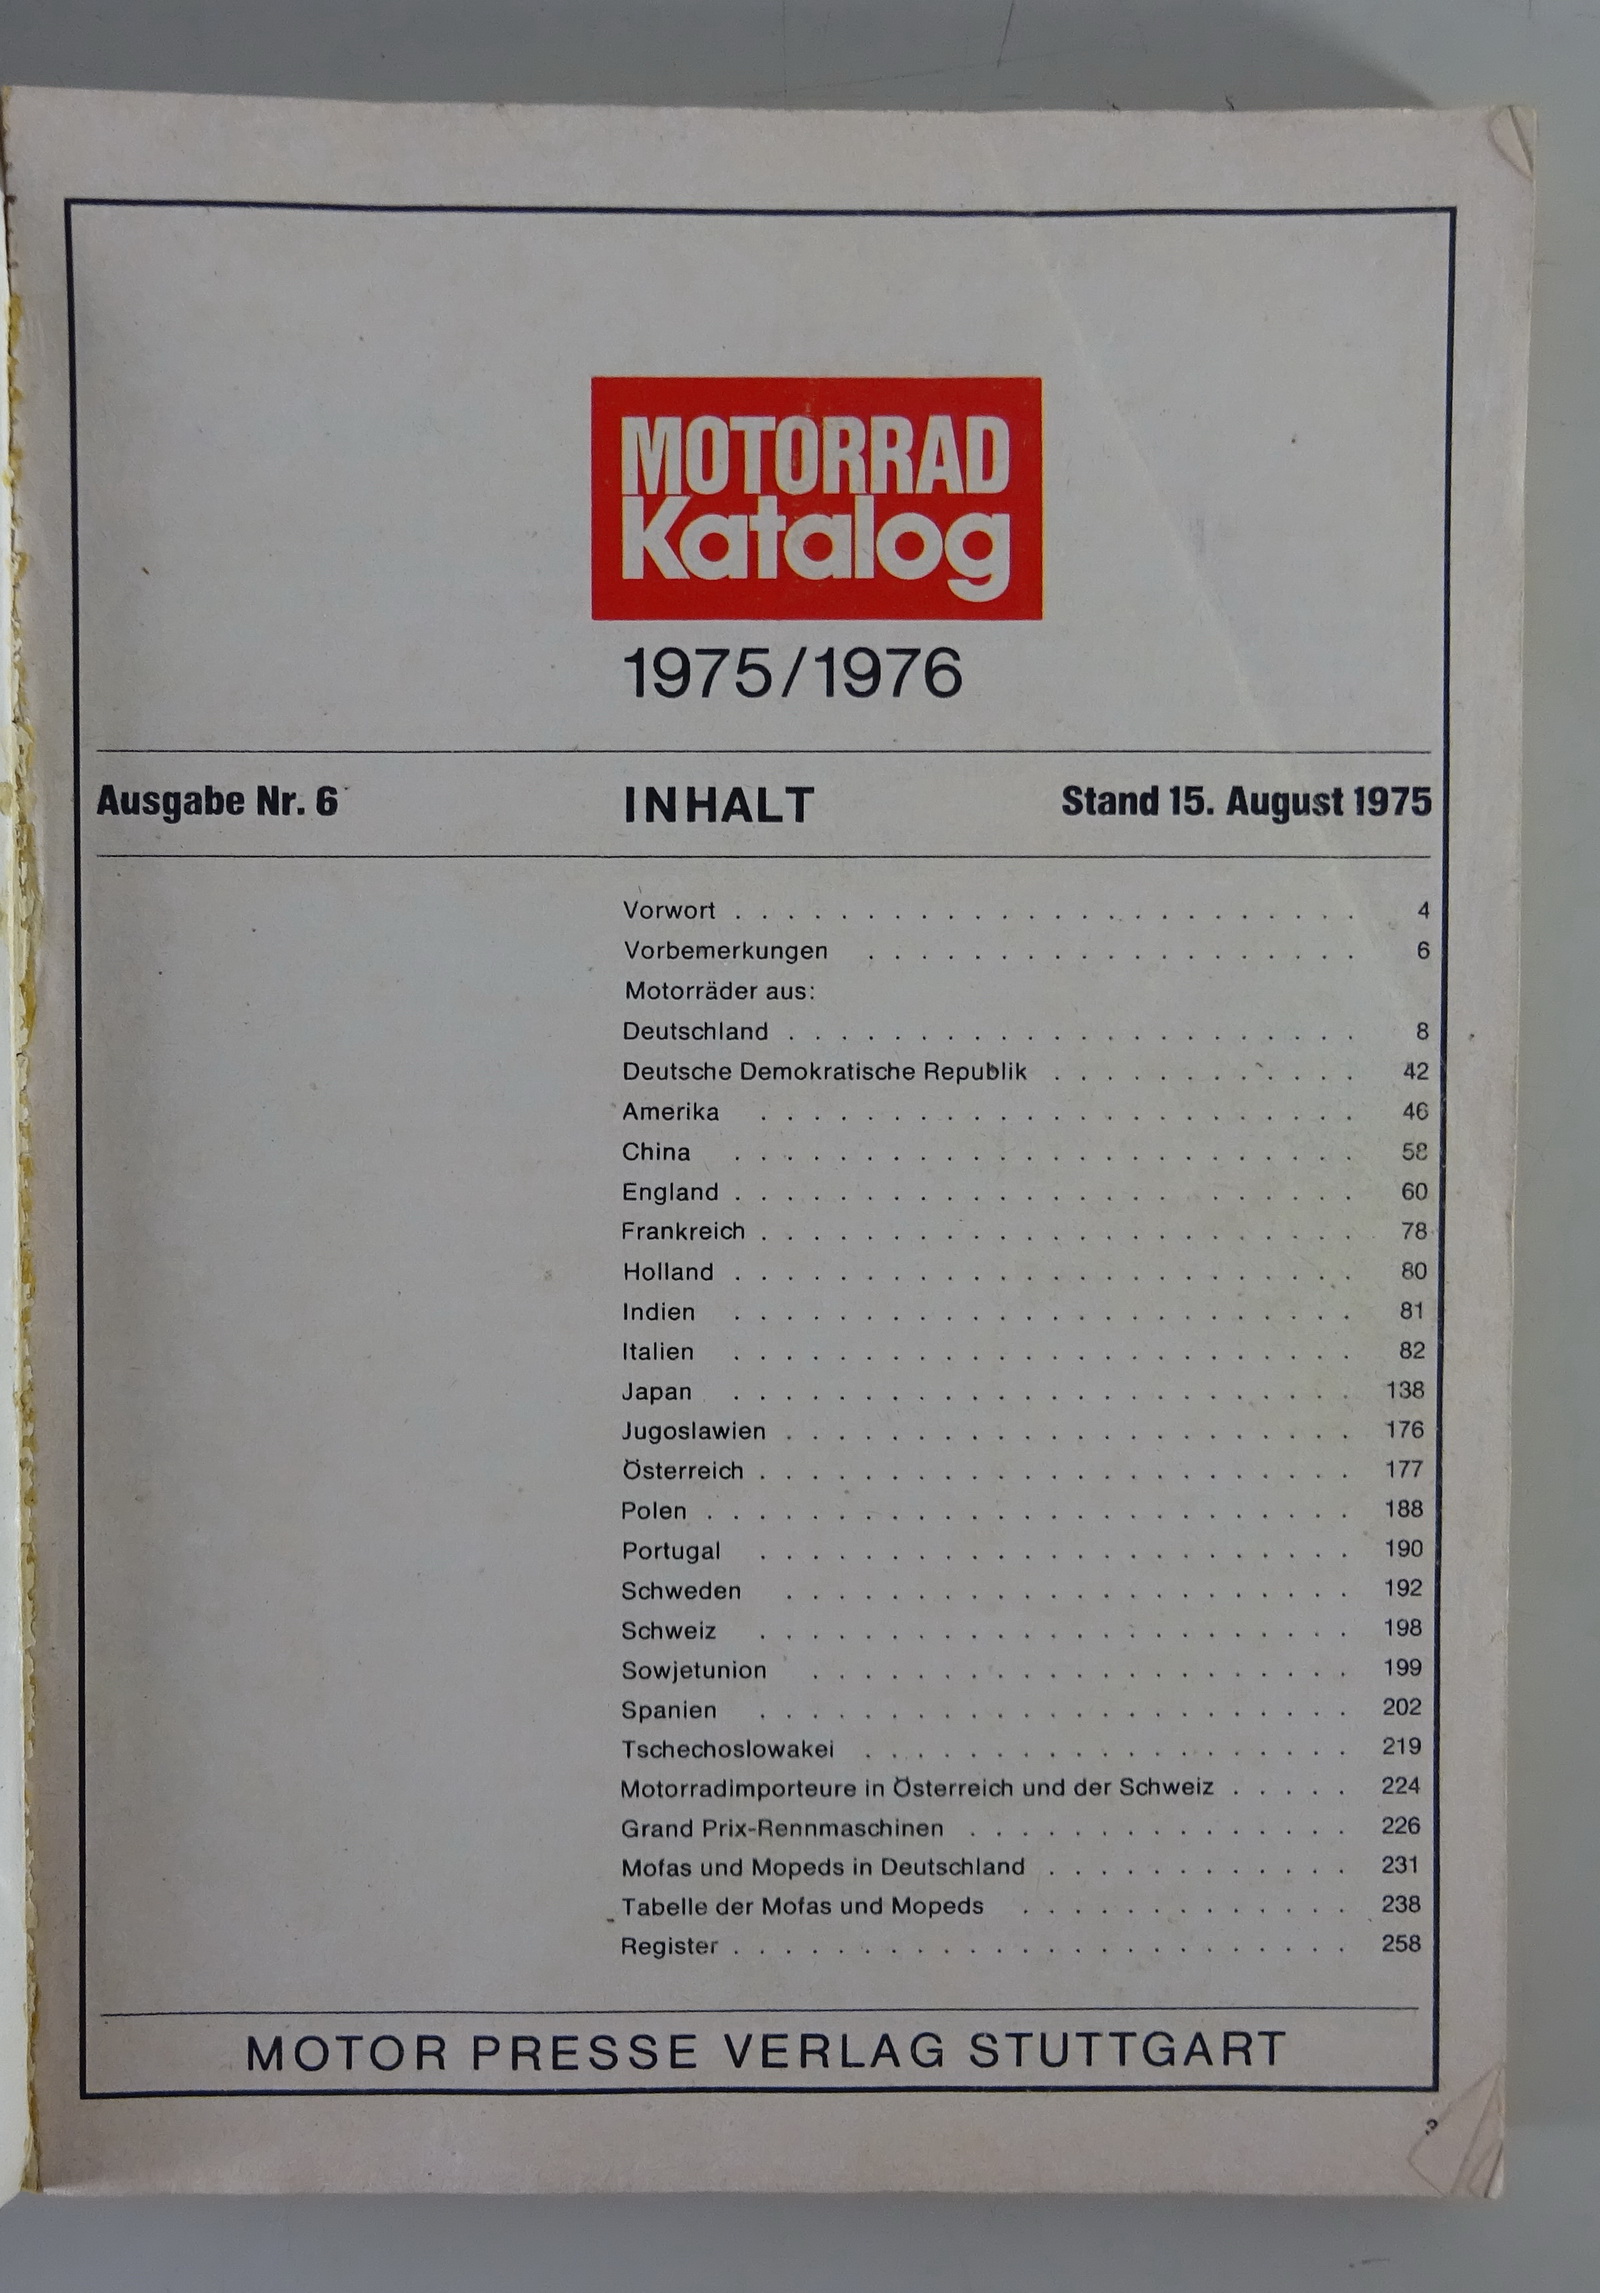 MOTORRAD
Katalog
1975/1976
Ausgabe Nr. 6 INHALT Stand 15. August 1975
Vorwort . . . . . . . . . . . . . . . . . . . . . . . . 4
Vorbemerkungen . . . . . . . . . . . . . . . . . . . 6
Motorräder aus:
Deutschland . . . . . . . . . . . . . . . . . . . . . . 8
Deutsche Demokratische Republik . . . . . . . . . . . . 42
Amerika . . . . . . . . . . . . . . . . . . . . . . . 46
China . . . . . . . . . . . . . . . . . . . . . . . . 58
England . . . . . . . . . . . . . . . . . . . . . . . . 60
Frankreich . . . . . . . . . . . . . . . . . . . . . . . 78
Holland . . . . . . . . . . . . . . . . . . . . . . . . 80
Indien . . . . . . . . . . . . . . . . . . . . . . . . 81
Italien . . . . . . . . . . . . . . . . . . . . . . . . 82
Japan . . . . . . . . . . . . . . . . . . . . . . . . 138
Jugoslawien . . . . . . . . . . . . . . . . . . . . . . 176
Österreich . . . . . . . . . . . . . . . . . . . . . . . 177
Polen . . . . . . . . . . . . . . . . . . . . . . . . . 188
Portugal . . . . . . . . . . . . . . . . . . . . . . . 190
Schweden . . . . . . . . . . . . . . . . . . . . . . 192
Schweiz . . . . . . . . . . . . . . . . . . . . . . . 198
Sowjetunion . . . . . . . . . . . . . . . . . . . . . 199
Spanien . . . . . . . . . . . . . . . . . . . . . . . 202
Tschechoslowakei . . . . . . . . . . . . . . . . . . . 219
Motorradimporteure in Österreich und der Schweiz . . . . . 224
Grand Prix-Rennmaschinen . . . . . . . . . . . . . . . 226
Mofas und Mopeds in Deutschland . . . . . . . . . . . . 231
Tabelle der Mofas und Mopeds . . . . . . . . . . . . . 238
Register . . . . . . . . . . . . . . . . . . . . . . . . 258
MOTOR PRESSE VERLAG STUTTGART
3